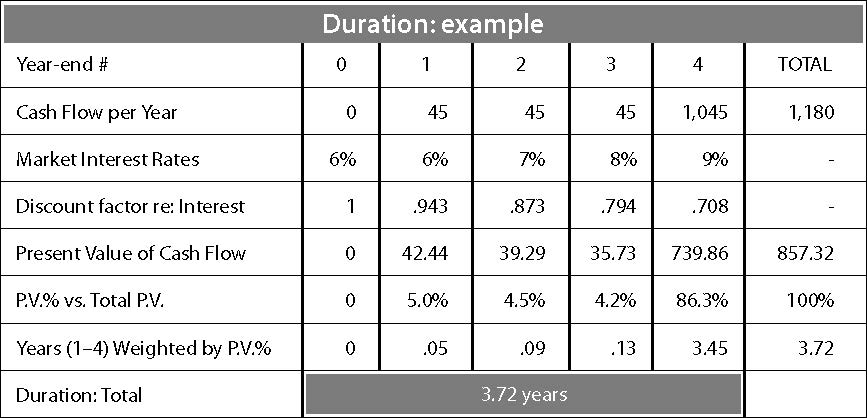 Duration: example
Year-end # 0 1 2 3 4 TOTAL
Cash Flow per Year 0 45 45 45 1,045 1,180
Market Interest Rates 6% 6% 7% 8% 9% -
Discount factor re: Interest 1 .943 .873 .794 .708 -
Present Value of Cash Flow 0 42.44 39.29 35.73 739.86 857.32
P.V.% vs. Total P.V. 0 5.0% 4.5% 4.2% 86.3% 100%
Years (1–4) Weighted by P.V.% 0 .05 .09 .13 3.45 3.72
Duration: Total 3.72 years